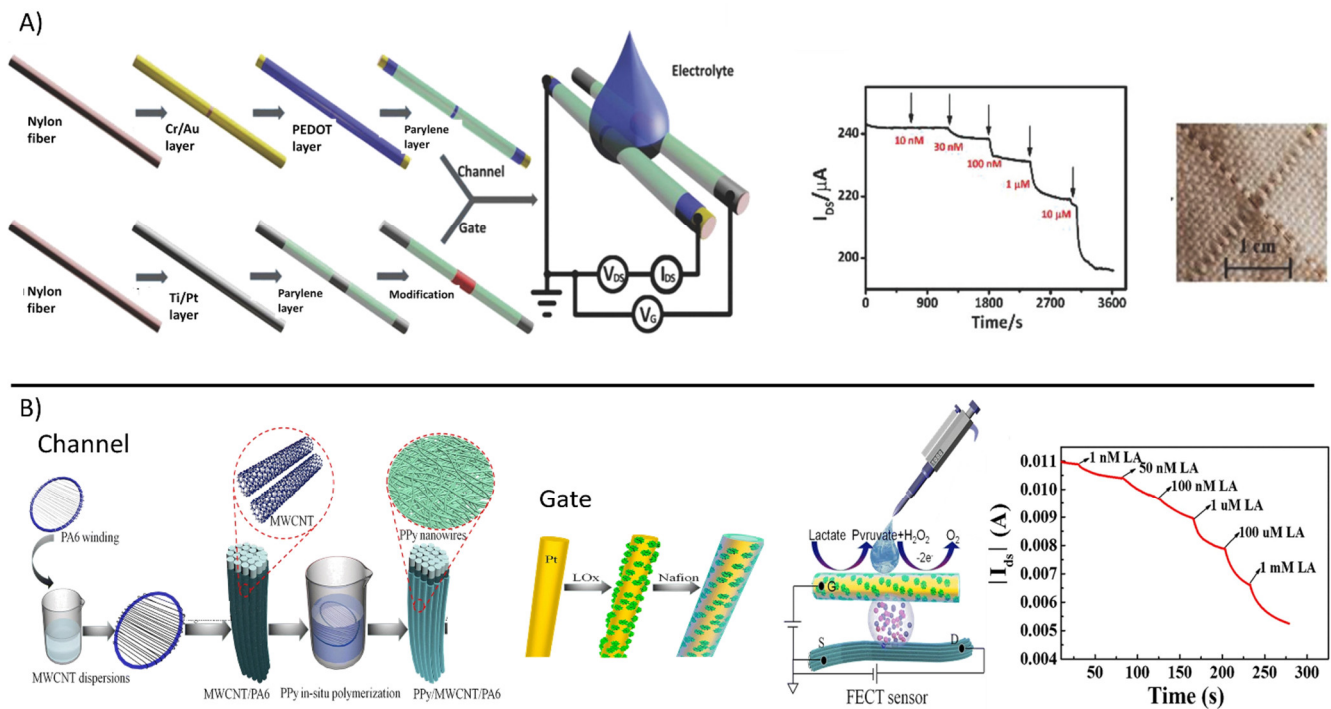 A)
Nylon
fiber
Cr/Au
layer
PEDOT
layer
Parylene
layer
Channel
Gate
Nylon
fiber
Ti/Pt
layer
Parylene
layer
Modification
Electrolyte
VDS
IDS
VG
IDS/μA
240
220
200
10 nM
30 nM
100 nM
1 μM
10 μM
0
900
1800
2700
3600
Time/s
1 cm
B)
Channel
PA6 winding
MWCNT dispersions
MWCNT
MWCNT/PA6
PPy in-situ polymerization
PPy nanowires
PPy/MWCNT/PA6
Gate
Pt
LOx
Nafion
Lactate
Pyruvate+H2O2
O2
-2e-
G
S
D
FECT sensor
|Ids| (A)
0.011
0.010
0.009
0.008
0.007
0.006
0.005
0.004
1 nM LA
50 nM LA
100 nM LA
1 uM LA
100 uM LA
1 mM LA
50
100
150
200
250
300
Time (s)